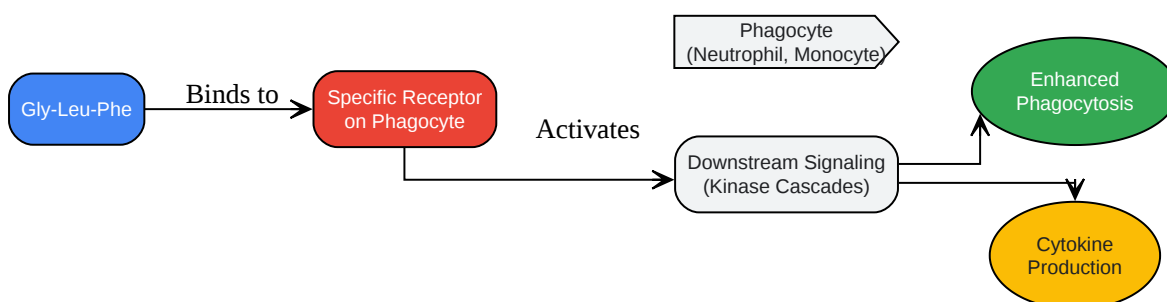 Gly-Leu-Phe
Binds to
Specific Receptor
on Phagocyte
Activates
Phagocyte
(Neutrophil, Monocyte)
Downstream Signaling
(Kinase Cascades)
Enhanced
Phagocytosis
Cytokine
Production